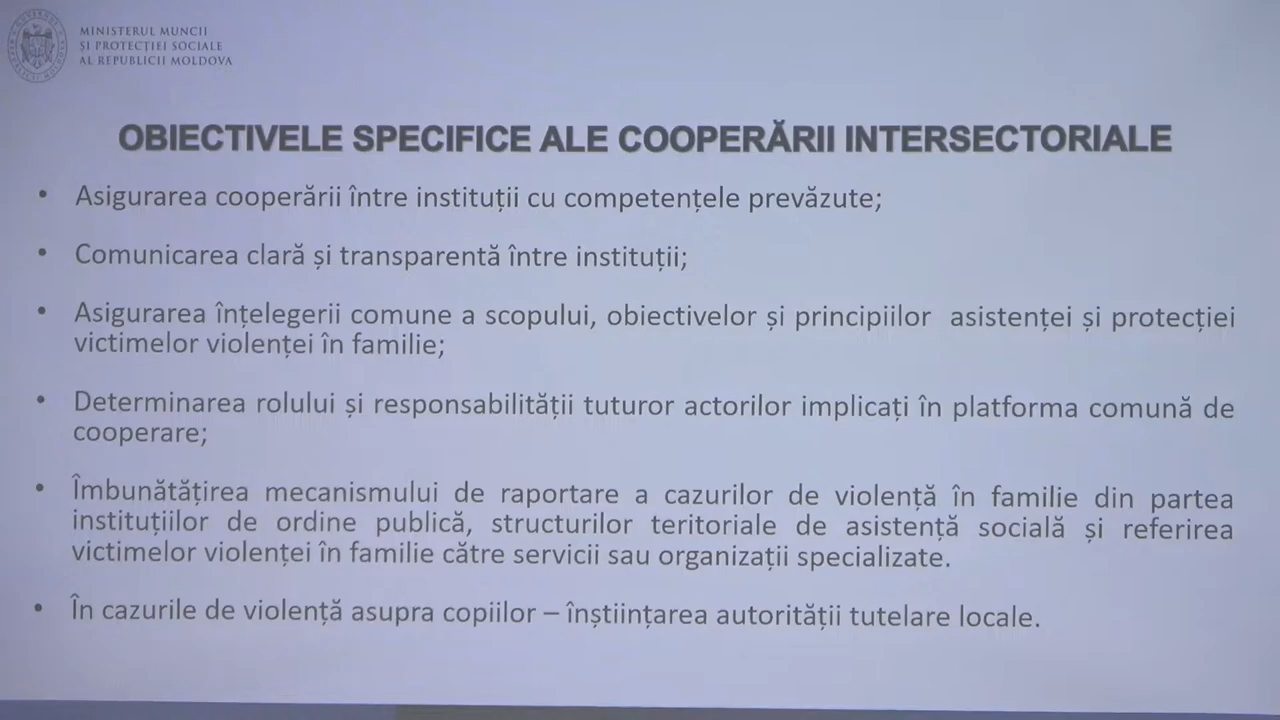 MINISTERUL MUNCII
ȘI PROTECȚIEI SOCIALE
AL REPUBLICII MOLDOVA
OBIECTIVELE SPECIFICE ALE COOPERĂRII INTERSECTORIALE
• Asigurarea cooperării între instituții cu competențele prevăzute;
• Comunicarea clară și transparentă între instituții;
• Asigurarea înțelegerii comune a scopului, obiectivelor și principiilor asistenței și protecției
victimelor violenței în familie;
• Determinarea rolului și responsabilității tuturor actorilor implicați în platforma comună de
cooperare;
• Îmbunătățirea mecanismului de raportare a cazurilor de violență în familie din partea
instituțiilor de ordine publică, structurilor teritoriale de asistență socială și referirea
victimelor violenței în familie către servicii sau organizații specializate.
• În cazurile de violență asupra copiilor – înștiințarea autorității tutelare locale.